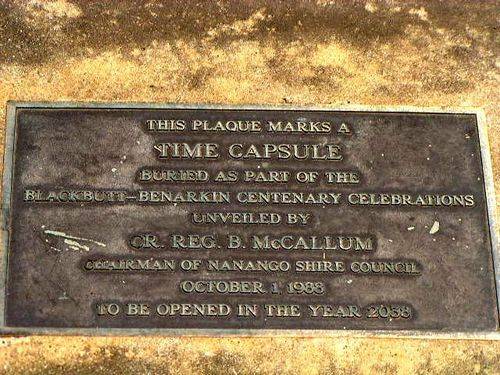 THIS PLAQUE MARKS A
TIME CAPSULE
BURIED AS PART OF THE
BLACKBUTT-BENARKIN CENTENARY CELEBRATIONS
UNVEILED BY
CR. REG. B. McCALLUM
CHAIRMAN OF NANANGO SHIRE COUNCIL
OCTOBER 1, 1988
TO BE OPENED IN THE YEAR 2038